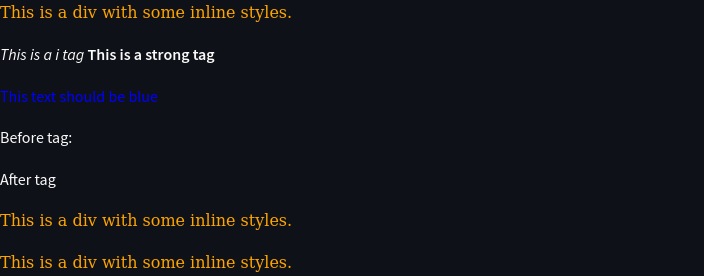 This is a div with some inline styles.
This is a i tag This is a strong tag
This text should be blue
Before tag:
After tag
This is a div with some inline styles.
This is a div with some inline styles.